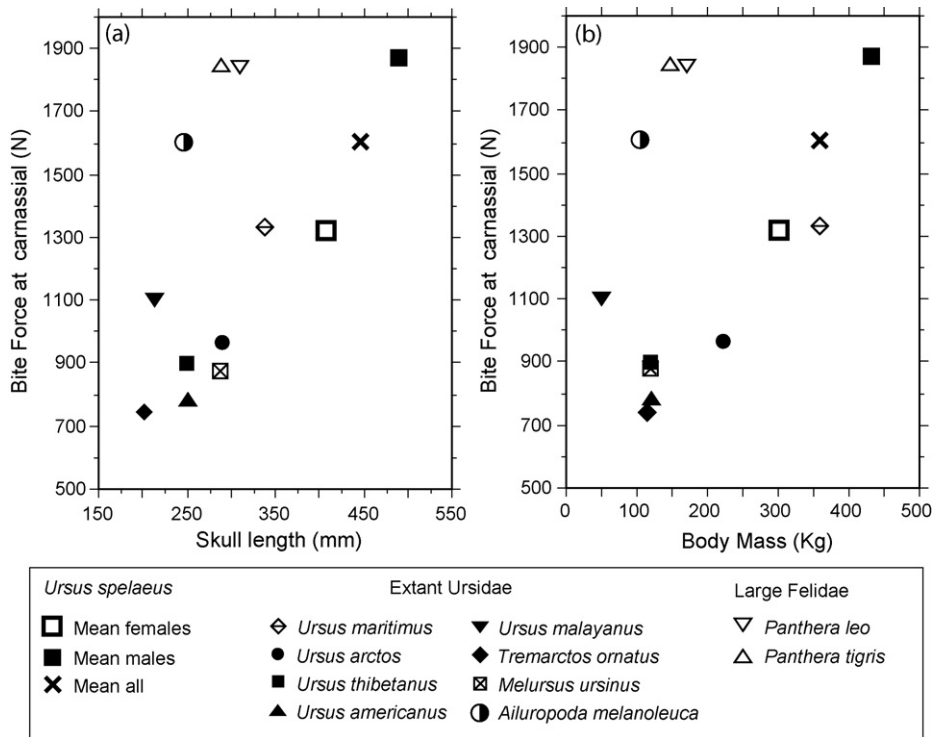 (a)
Bite Force at carnassial (N)
1900
1700
1500
1300
1100
900
700
500
150 250 350 450 550
Skull length (mm)
(b)
Bite Force at carnassial (N)
1900
1700
1500
1300
1100
900
700
500
0 100 200 300 400 500
Body Mass (Kg)
Ursus spelaeus
Mean females
Mean males
Mean all
Extant Ursidae
Ursus maritimus
Ursus arctos
Ursus thibetanus
Ursus americanus
Ursus malayanus
Tremarctos ornatus
Melursus ursinus
Ailuropoda melanoleuca
Large Felidae
Panthera leo
Panthera tigris